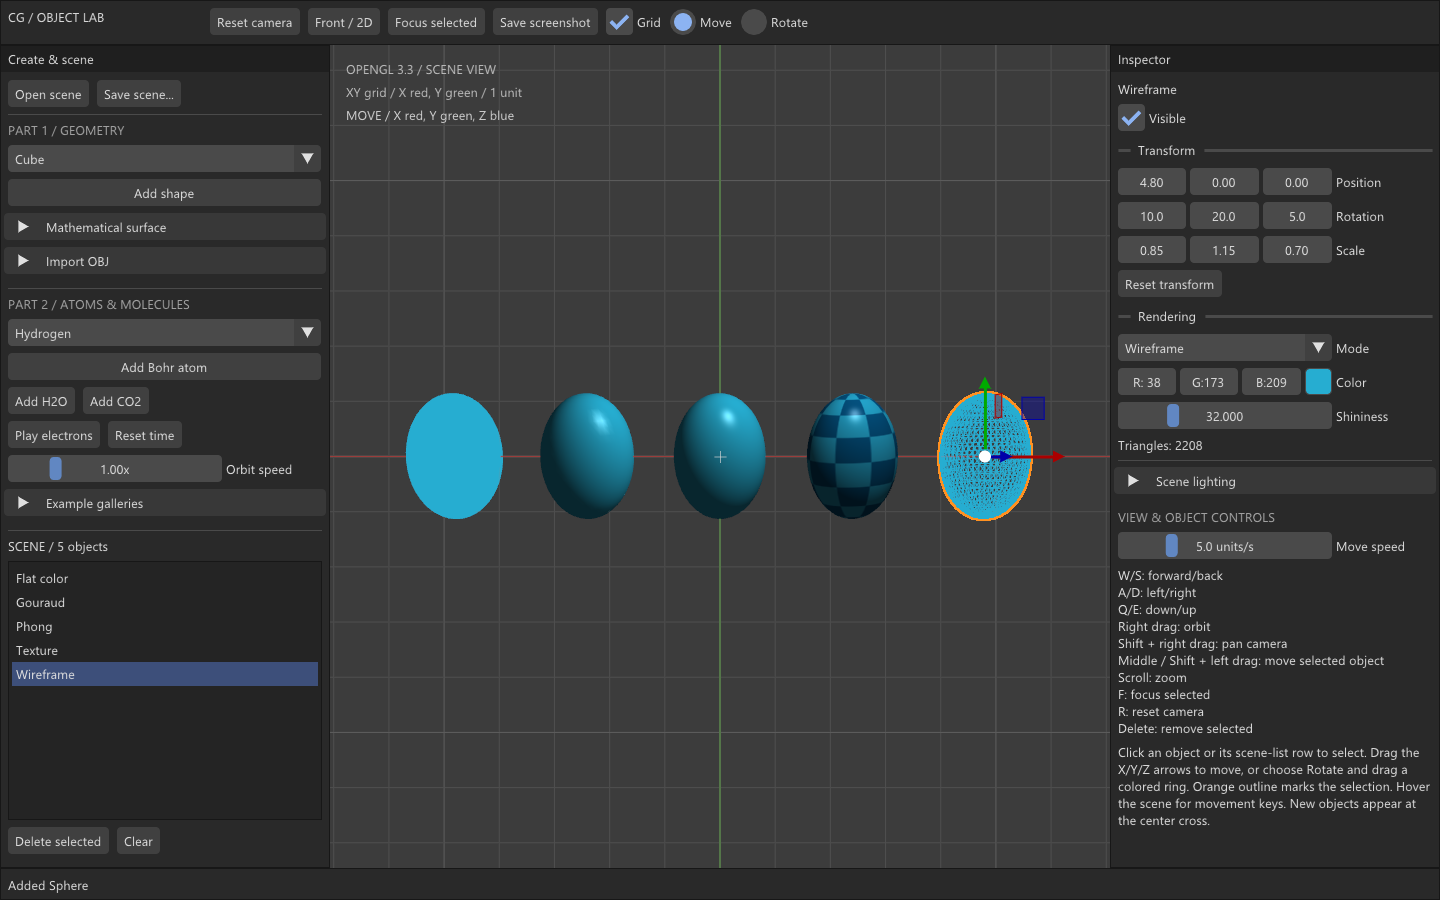 CG / OBJECT LAB
Reset camera
Front / 2D
Focus selected
Save screenshot
Grid
Move
Rotate
Create & scene
Open scene
Save scene...
PART 1 / GEOMETRY
Cube
Add shape
Mathematical surface
Import OBJ
PART 2 / ATOMS & MOLECULES
Hydrogen
Add Bohr atom
Add H2O
Add CO2
Play electrons
Reset time
1.00x
Orbit speed
Example galleries
SCENE / 5 objects
Flat color
Gouraud
Phong
Texture
Wireframe
Delete selected
Clear
Added Sphere
OPENGL 3.3 / SCENE VIEW
XY grid / X red, Y green / 1 unit
MOVE / X red, Y green, Z blue
Inspector
Wireframe
Visible
Transform
4.80 0.00 0.00 Position
10.0 20.0 5.0 Rotation
0.85 1.15 0.70 Scale
Reset transform
Rendering
Wireframe Mode
R: 38 G:173 B:209 Color
32.000 Shininess
Triangles: 2208
Scene lighting
VIEW & OBJECT CONTROLS
5.0 units/s Move speed
W/S: forward/back
A/D: left/right
Q/E: down/up
Right drag: orbit
Shift + right drag: pan camera
Middle / Shift + left drag: move selected object
Scroll: zoom
F: focus selected
R: reset camera
Delete: remove selected
Click an object or its scene-list row to select. Drag the
X/Y/Z arrows to move, or choose Rotate and drag a
colored ring. Orange outline marks the selection. Hover
the scene for movement keys. New objects appear at
the center cross.